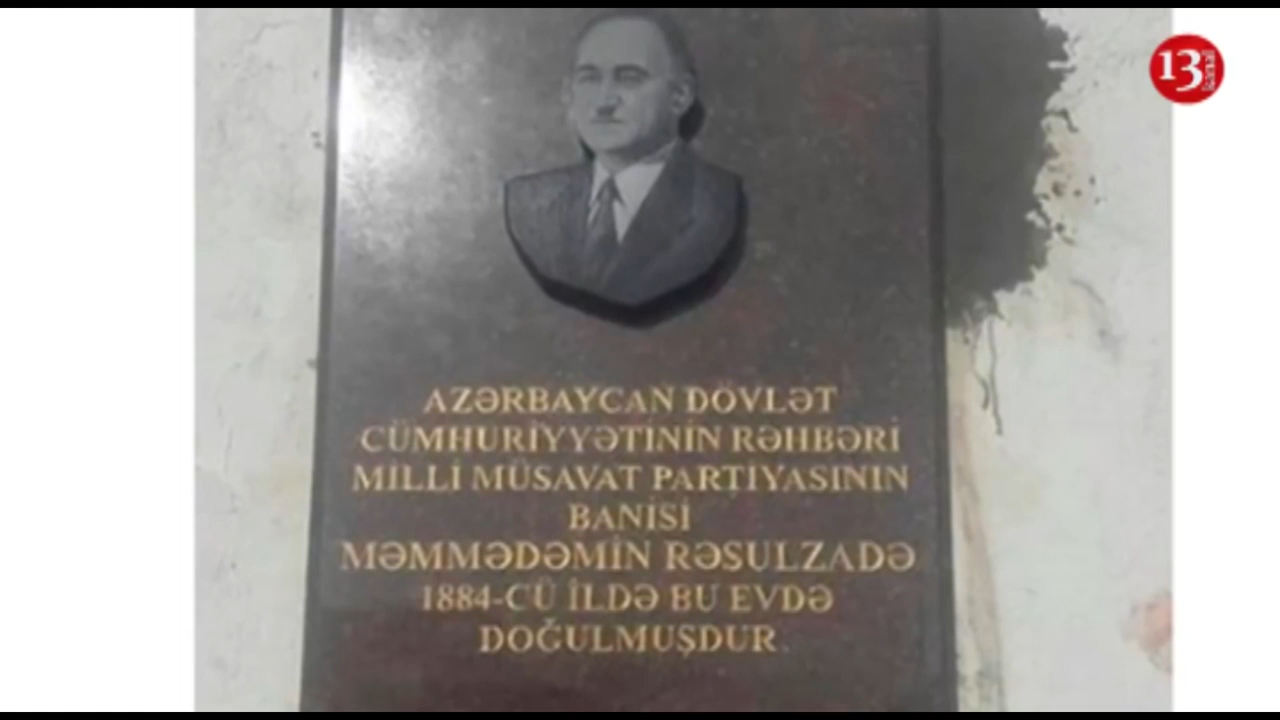 13
kanal
AZƏRBAYCAN DÖVLƏT
CÜMHURİYYƏTİNİN RƏHBƏRİ
MİLLİ MÜSAVAT PARTİYASININ
BANİSİ
MƏMMƏDƏMİN RƏSULZADƏ
1884-CÜ İLDƏ BU EVDƏ
DOĞULMUŞDUR